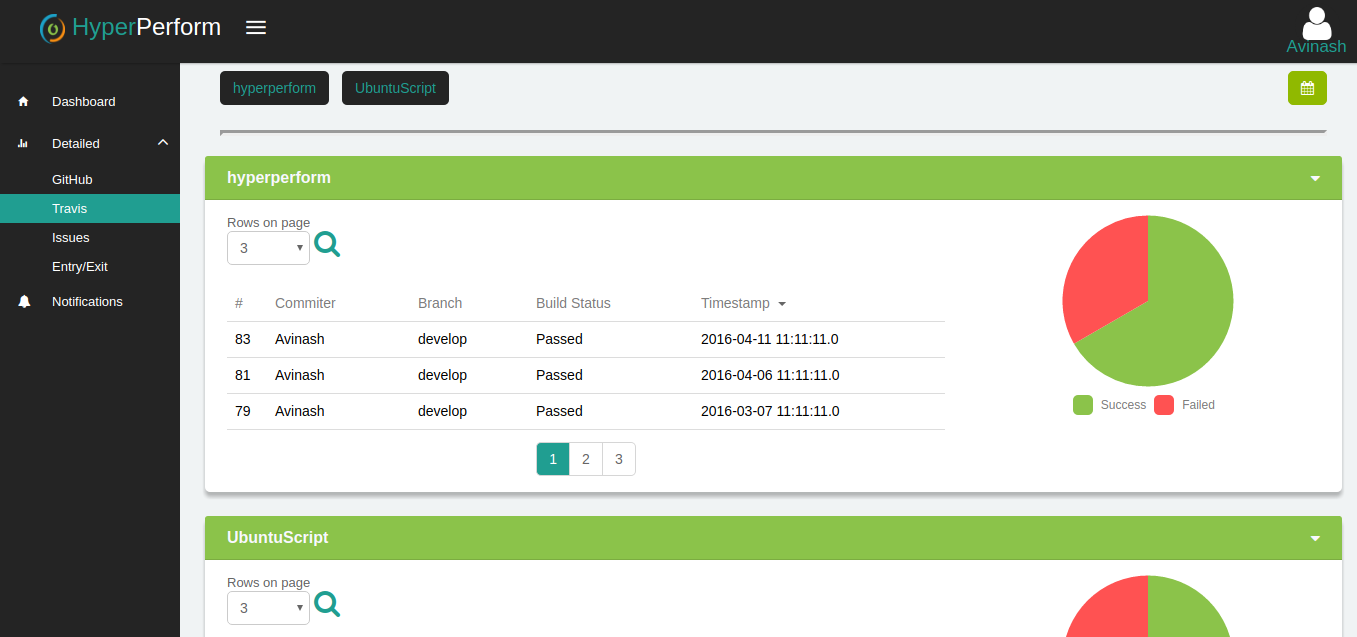 HyperPerform
Avinash
Dashboard
Detailed
GitHub
Travis
Issues
Entry/Exit
Notifications
hyperperform UbuntuScript
hyperperform
Rows on page
3
# Commiter Branch Build Status Timestamp
83 Avinash develop Passed 2016-04-11 11:11:11.0
81 Avinash develop Passed 2016-04-06 11:11:11.0
79 Avinash develop Passed 2016-03-07 11:11:11.0
1 2 3
Success Failed
UbuntuScript
Rows on page
3